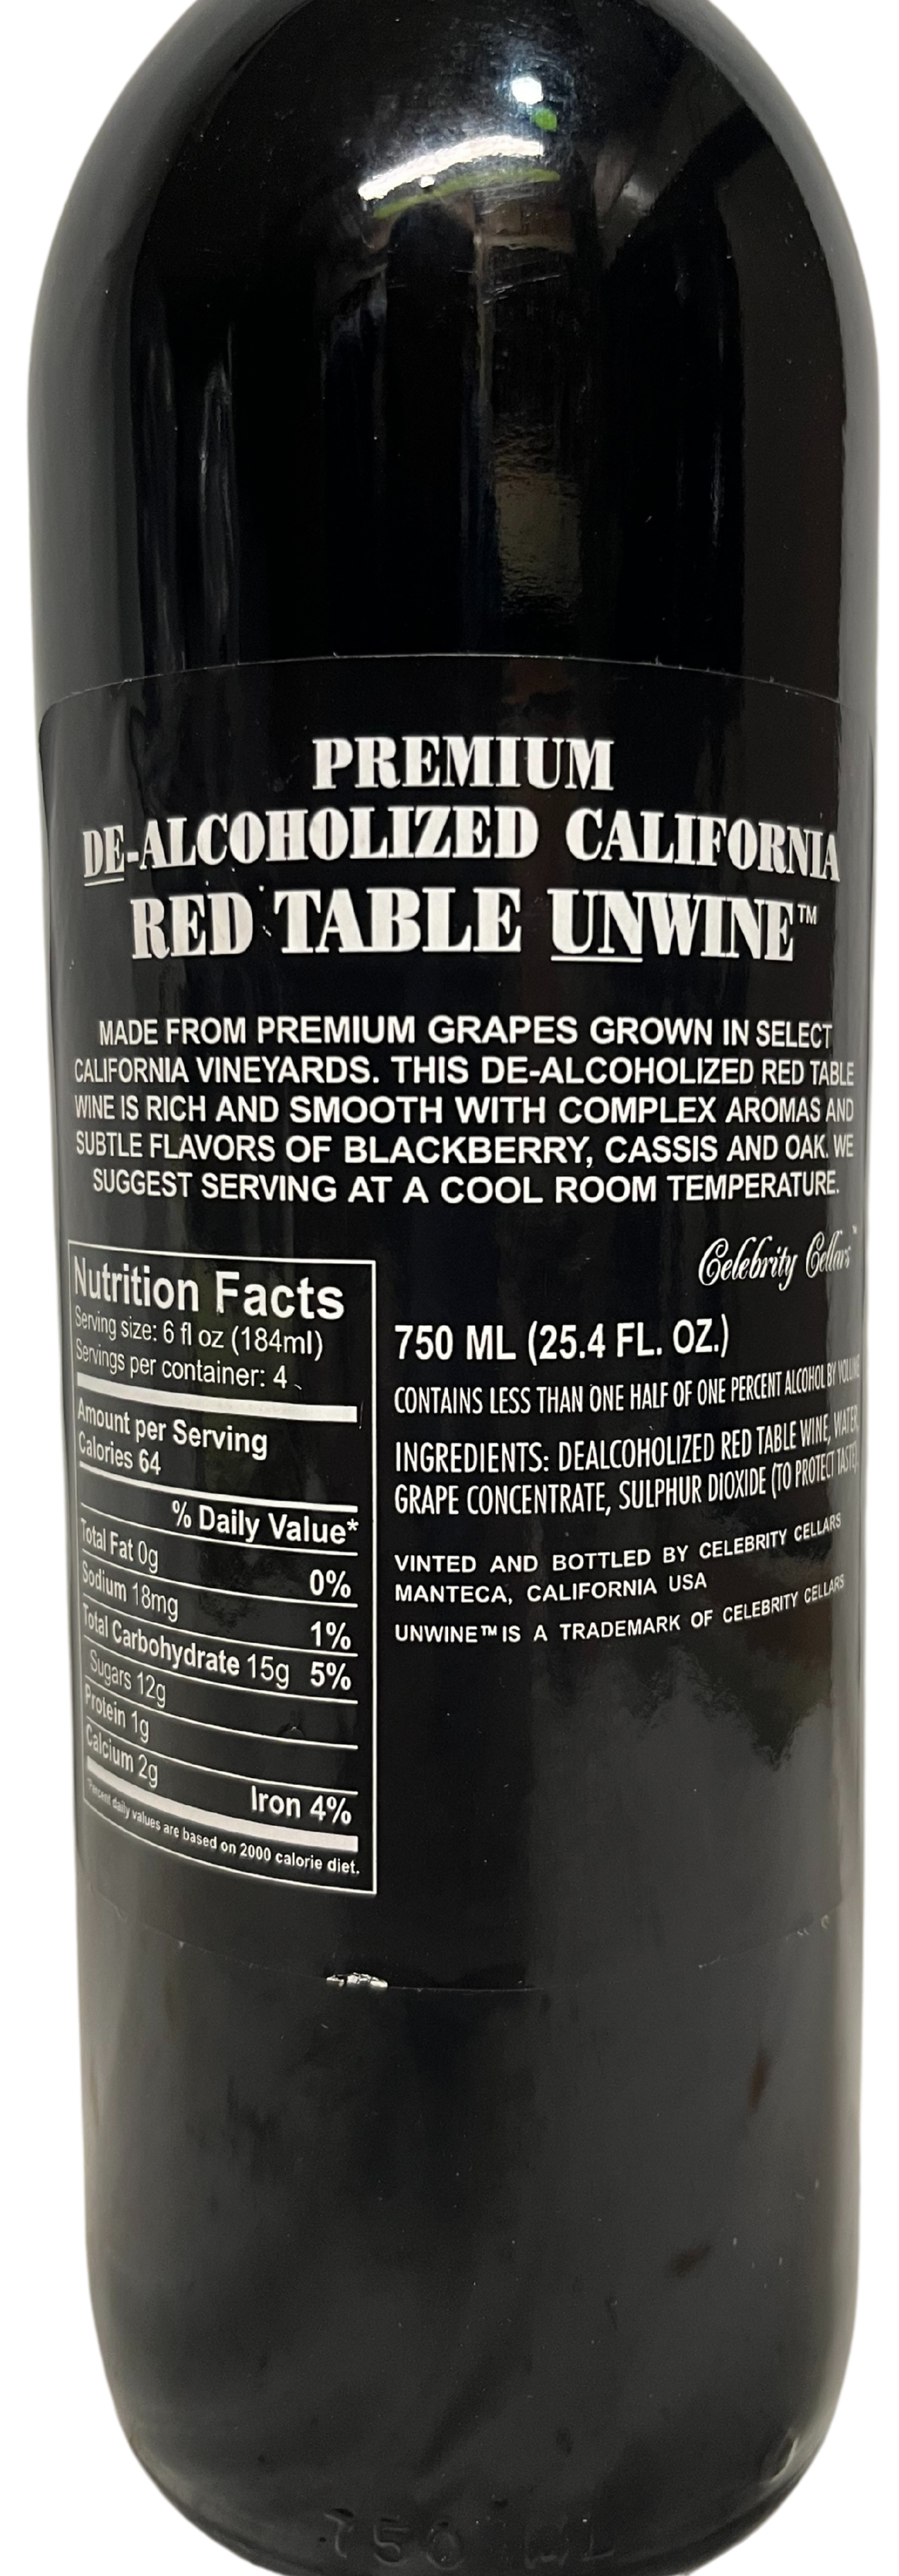 PREMIUM
DE-ALCOHOLIZED CALIFORNIA
RED TABLE UNWINE™
MADE FROM PREMIUM GRAPES GROWN IN SELECT
CALIFORNIA VINEYARDS. THIS DE-ALCOHOLIZED RED TABLE
WINE IS RICH AND SMOOTH WITH COMPLEX AROMAS AND
SUBTLE FLAVORS OF BLACKBERRY, CASSIS AND OAK. WE
SUGGEST SERVING AT A COOL ROOM TEMPERATURE.
Celebrity Cellars™
Nutrition Facts
Serving size: 6 fl oz (184ml)
Servings per container: 4
Amount per Serving
Calories 64
% Daily Value*
Total Fat 0g 0%
Sodium 18mg 1%
Total Carbohydrate 15g 5%
Sugars 12g
Protein 1g
Calcium 2g Iron 4%
*Percent daily values are based on 2000 calorie diet.
750 ML (25.4 FL. OZ.)
CONTAINS LESS THAN ONE HALF OF ONE PERCENT ALCOHOL BY VOLUME
INGREDIENTS: DEALCOHOLIZED RED TABLE WINE, WATER,
GRAPE CONCENTRATE, SULPHUR DIOXIDE (TO PROTECT TASTE)
VINTED AND BOTTLED BY CELEBRITY CELLARS
MANTECA, CALIFORNIA USA
UNWINE™ IS A TRADEMARK OF CELEBRITY CELLARS
750 ML